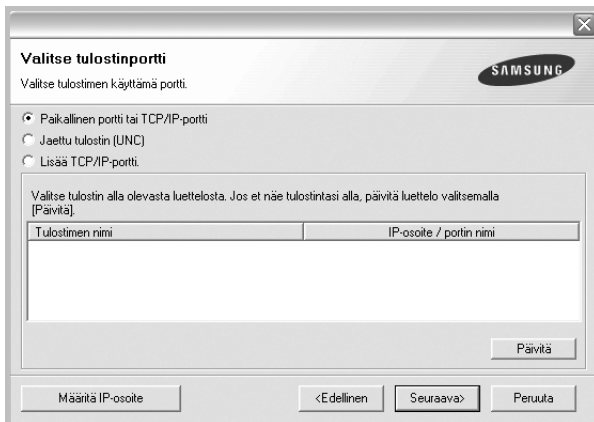 Valitse tulostinportti
Valitse tulostimen käyttämä portti.
SAMSUNG
Paikallinen portti tai TCP/IP-portti
Jaettu tulostin (UNC)
Lisää TCP/IP-portti.
Valitse tulostin alla olevasta luettelosta. Jos et näe tulostintasi alla, päivitä luettelo valitsemalla
[Päivitä].
Tulostimen nimi IP-osoite / portin nimi
Päivitä
Määritä IP-osoite <Edellinen Seuraava> Peruuta